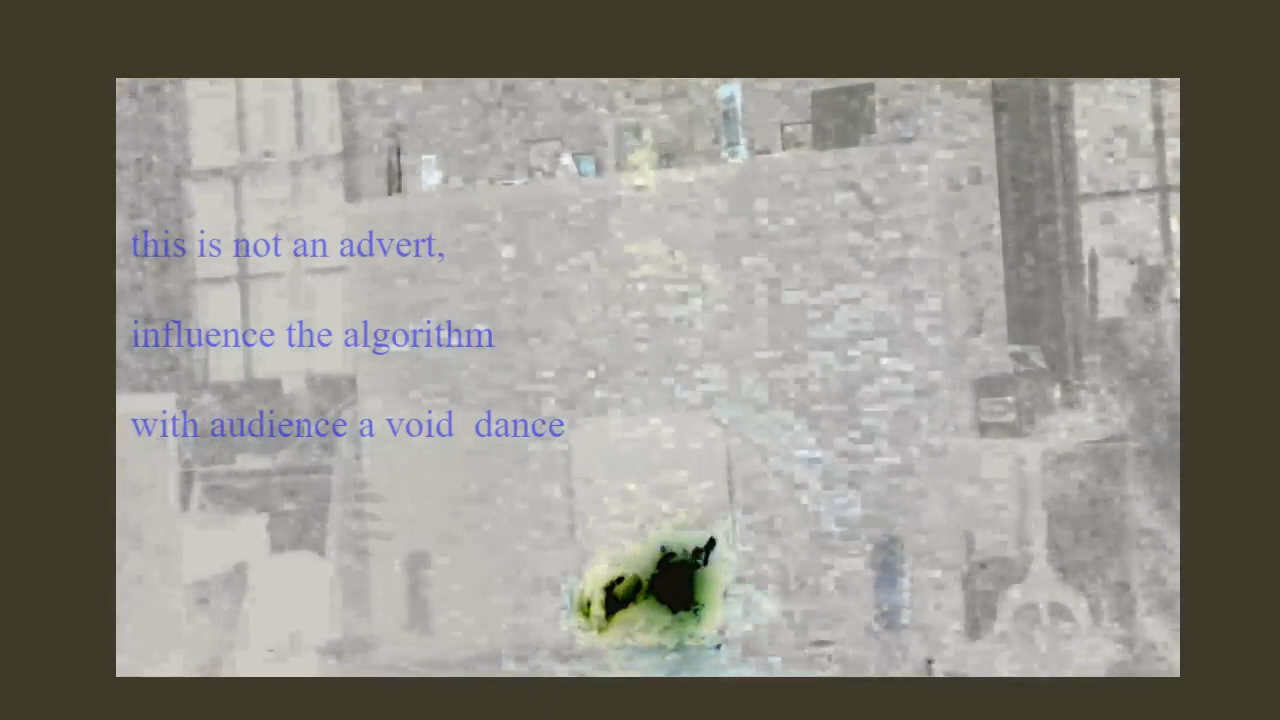 this is not an advert,
influence the algorithm
with audience a void  dance